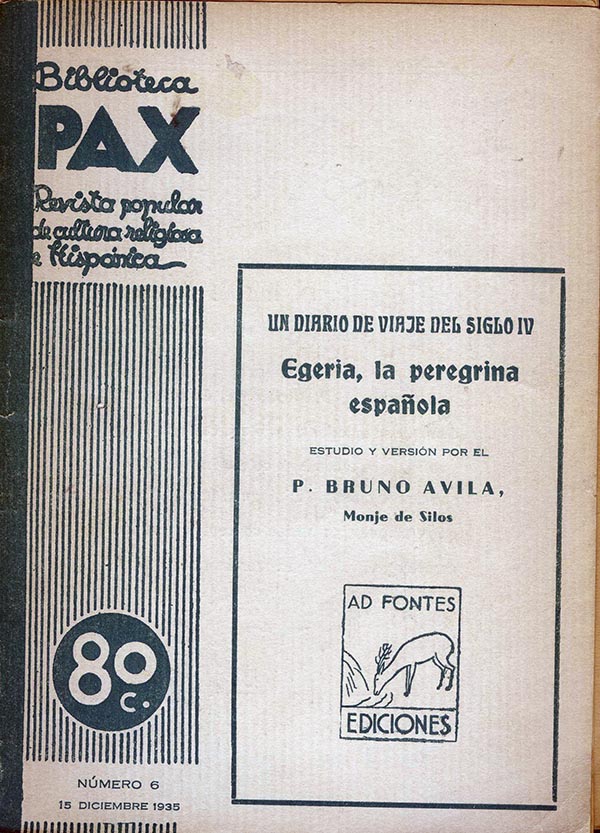 Biblioteca
PAX
Revista popular
de cultura religiosa
e Hispánica
UN DIARIO DE VIAJE DEL SIGLO IV
Egeria, la peregrina
española
ESTUDIO Y VERSIÓN POR EL
P. BRUNO AVILA,
Monje de Silos
AD FONTES
EDICIONES
80
c.
NÚMERO 6
15 DICIEMBRE 1935